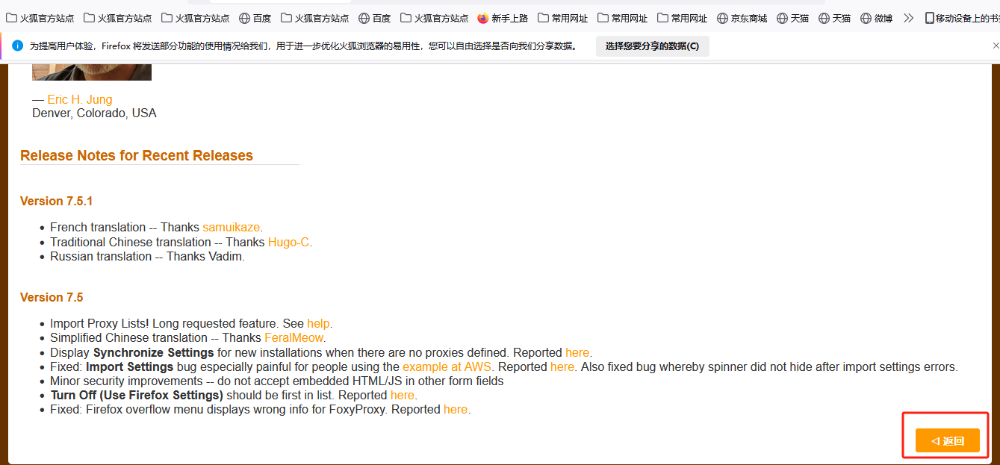 火狐官方站点 火狐官方站点 火狐官方站点 百度 火狐官方站点 百度 火狐官方站点 新手上路 常用网址 常用网址 常用网址 京东商城 天猫 天猫 微博 移动设备上的书
为提高用户体验，Firefox 将发送部分功能的使用情况给我们，用于进一步优化火狐浏览器的易用性，您可以自由选择是否向我们分享数据。 选择您要分享的数据(C)
— Eric H. Jung
Denver, Colorado, USA
Release Notes for Recent Releases
Version 7.5.1
• French translation -- Thanks samuikaze.
• Traditional Chinese translation -- Thanks Hugo-C.
• Russian translation -- Thanks Vadim.
Version 7.5
• Import Proxy Lists! Long requested feature. See help.
• Simplified Chinese translation -- Thanks FeralMeow.
• Display Synchronize Settings for new installations when there are no proxies defined. Reported here.
• Fixed: Import Settings bug especially painful for people using the example at AWS. Reported here. Also fixed bug whereby spinner did not hide after import settings errors.
• Minor security improvements -- do not accept embedded HTML/JS in other form fields
• Turn Off (Use Firefox Settings) should be first in list. Reported here.
• Fixed: Firefox overflow menu displays wrong info for FoxyProxy. Reported here.
返回